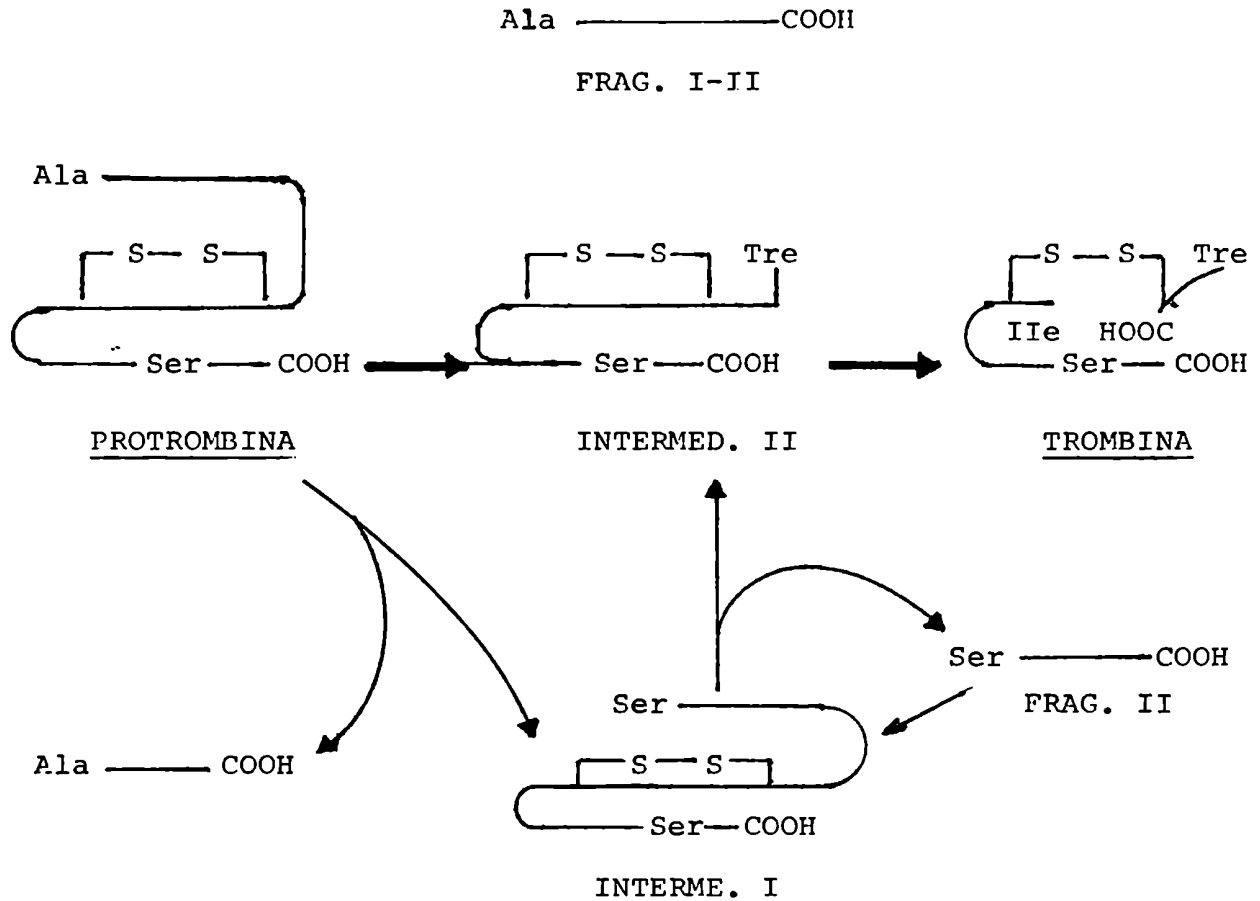 Ala COOH
FRAG. I-II
Ala
S S
Ser COOH
PROTROMBINA
S S Tre
Ser COOH
INTERMED. II
S S Tre
IIe HOOC
Ser COOH
TROMBINA
Ser COOH
FRAG. II
Ala COOH
Ser
S S
Ser COOH
INTERME. I